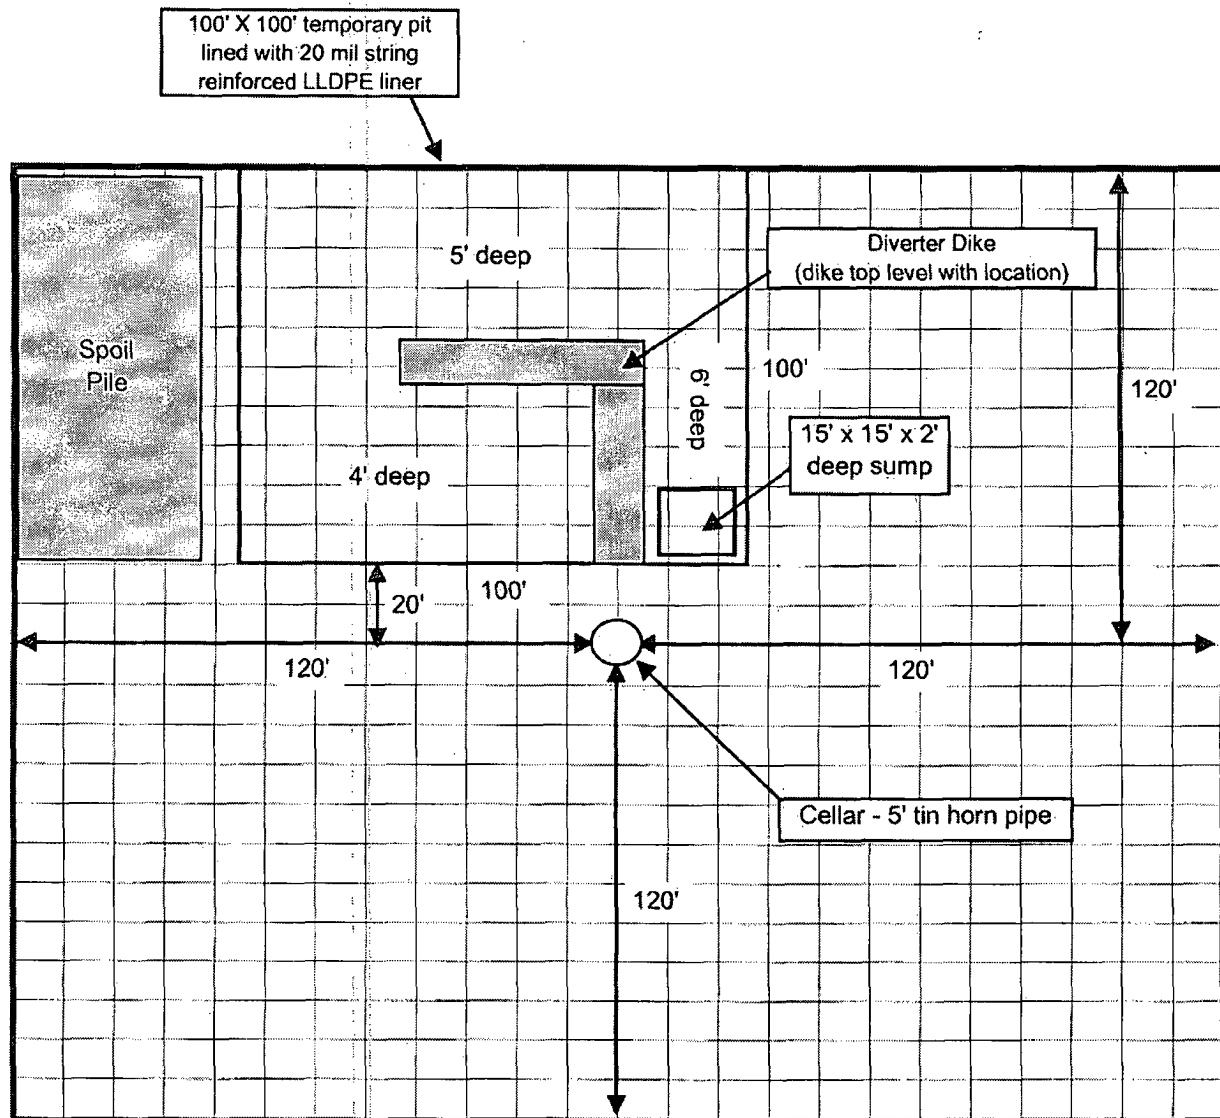 100' X 100' temporary pit
lined with 20 mil string
reinforced LLDPE liner
5' deep
Diverter Dike
(dike top level with location)
Spoil
Pile
6' deep
100'
120'
15' x 15' x 2'
deep sump
4' deep
100'
20'
120'
120'
Cellar - 5' tin horn pipe
120'